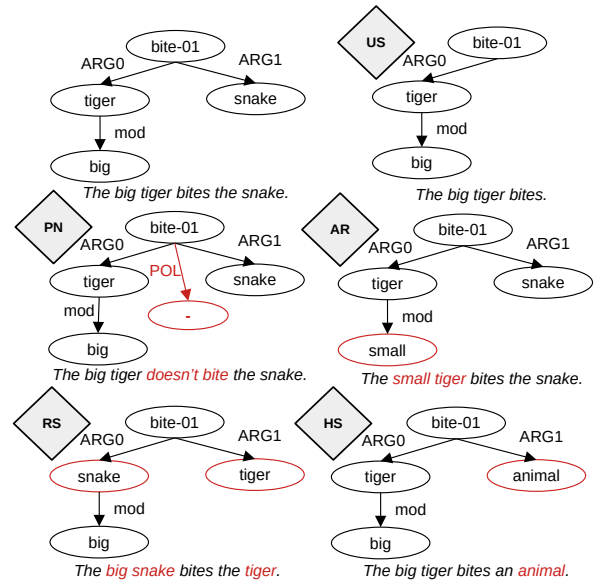 bite-01
ARG0
ARG1
tiger
snake
mod
big
The big tiger bites the snake.
US
bite-01
ARG0
tiger
mod
big
The big tiger bites.
PN
bite-01
ARG0
ARG1
tiger
POL
snake
mod
-
big
The big tiger doesn't bite the snake.
AR
bite-01
ARG0
ARG1
tiger
snake
mod
small
The small tiger bites the snake.
RS
bite-01
ARG0
ARG1
snake
tiger
mod
big
The big snake bites the tiger.
HS
bite-01
ARG0
ARG1
tiger
animal
mod
big
The big tiger bites an animal.